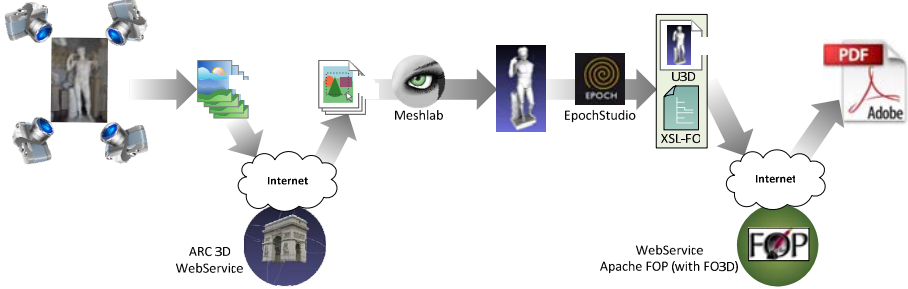 Internet
ARC 3D
WebService
Meshlab
EPOCH
EpochStudio
U3D
XSL-FO
Internet
WebService
Apache FOP (with FO3D)
FOP
PDF
Adobe